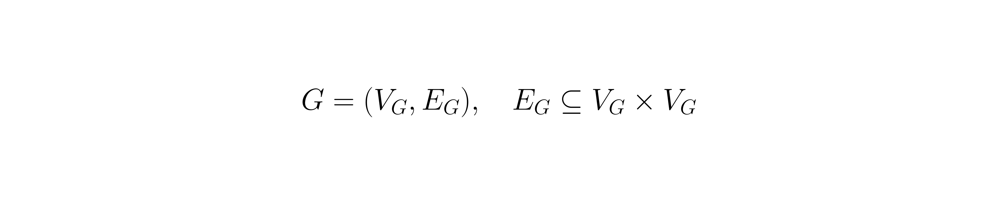 G = (V_G, E_G),  E_G ⊆ V_G × V_G